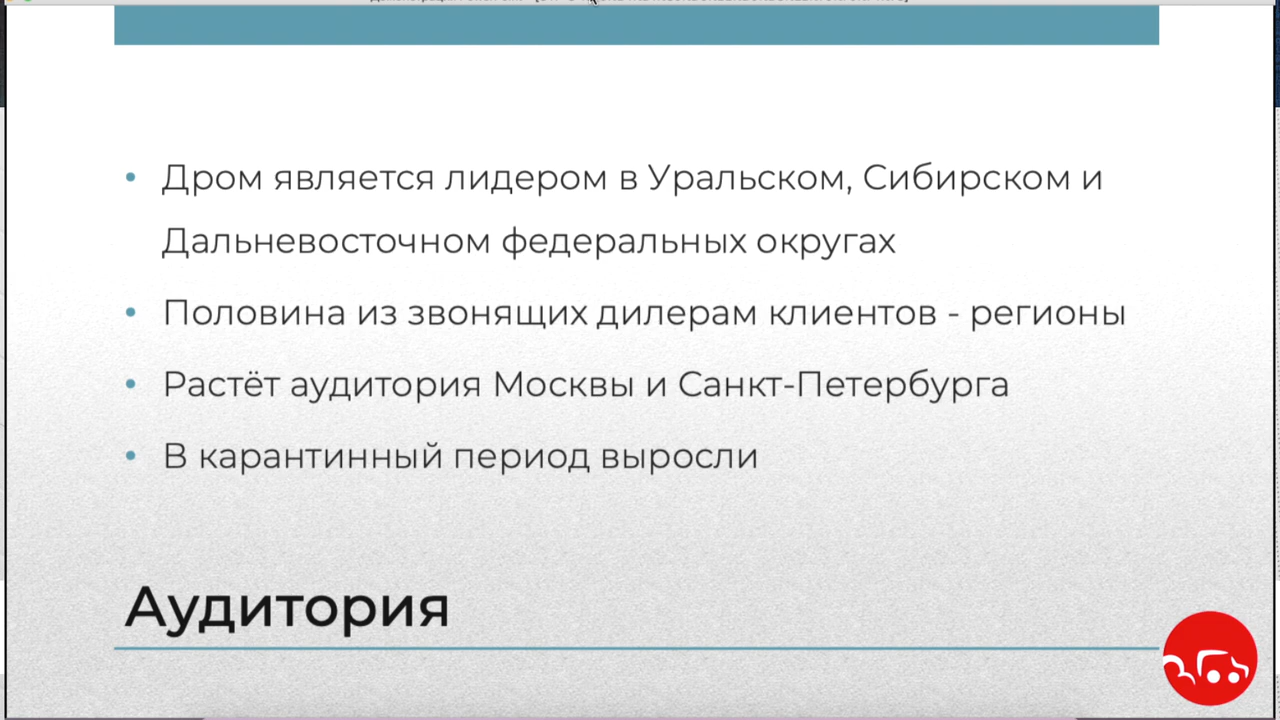 • Дром является лидером в Уральском, Сибирском и
Дальневосточном федеральных округах
• Половина из звонящих дилерам клиентов - регионы
• Растёт аудитория Москвы и Санкт-Петербурга
• В карантинный период выросли
Аудитория